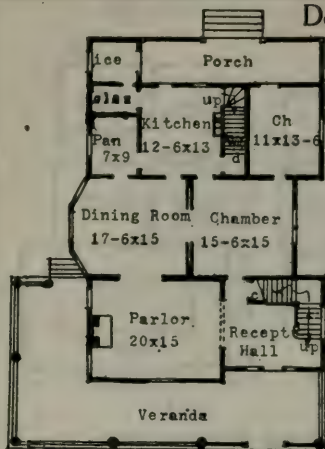 D
ice
Porch
clos
up
Ch
Kitchen
11x13-6
Pan
12-6x13
7x9
d
Dining Room
Chamber
17-6x15
15-6x15
c
Parlor
20x15
Recept
Hall
up
Veranda